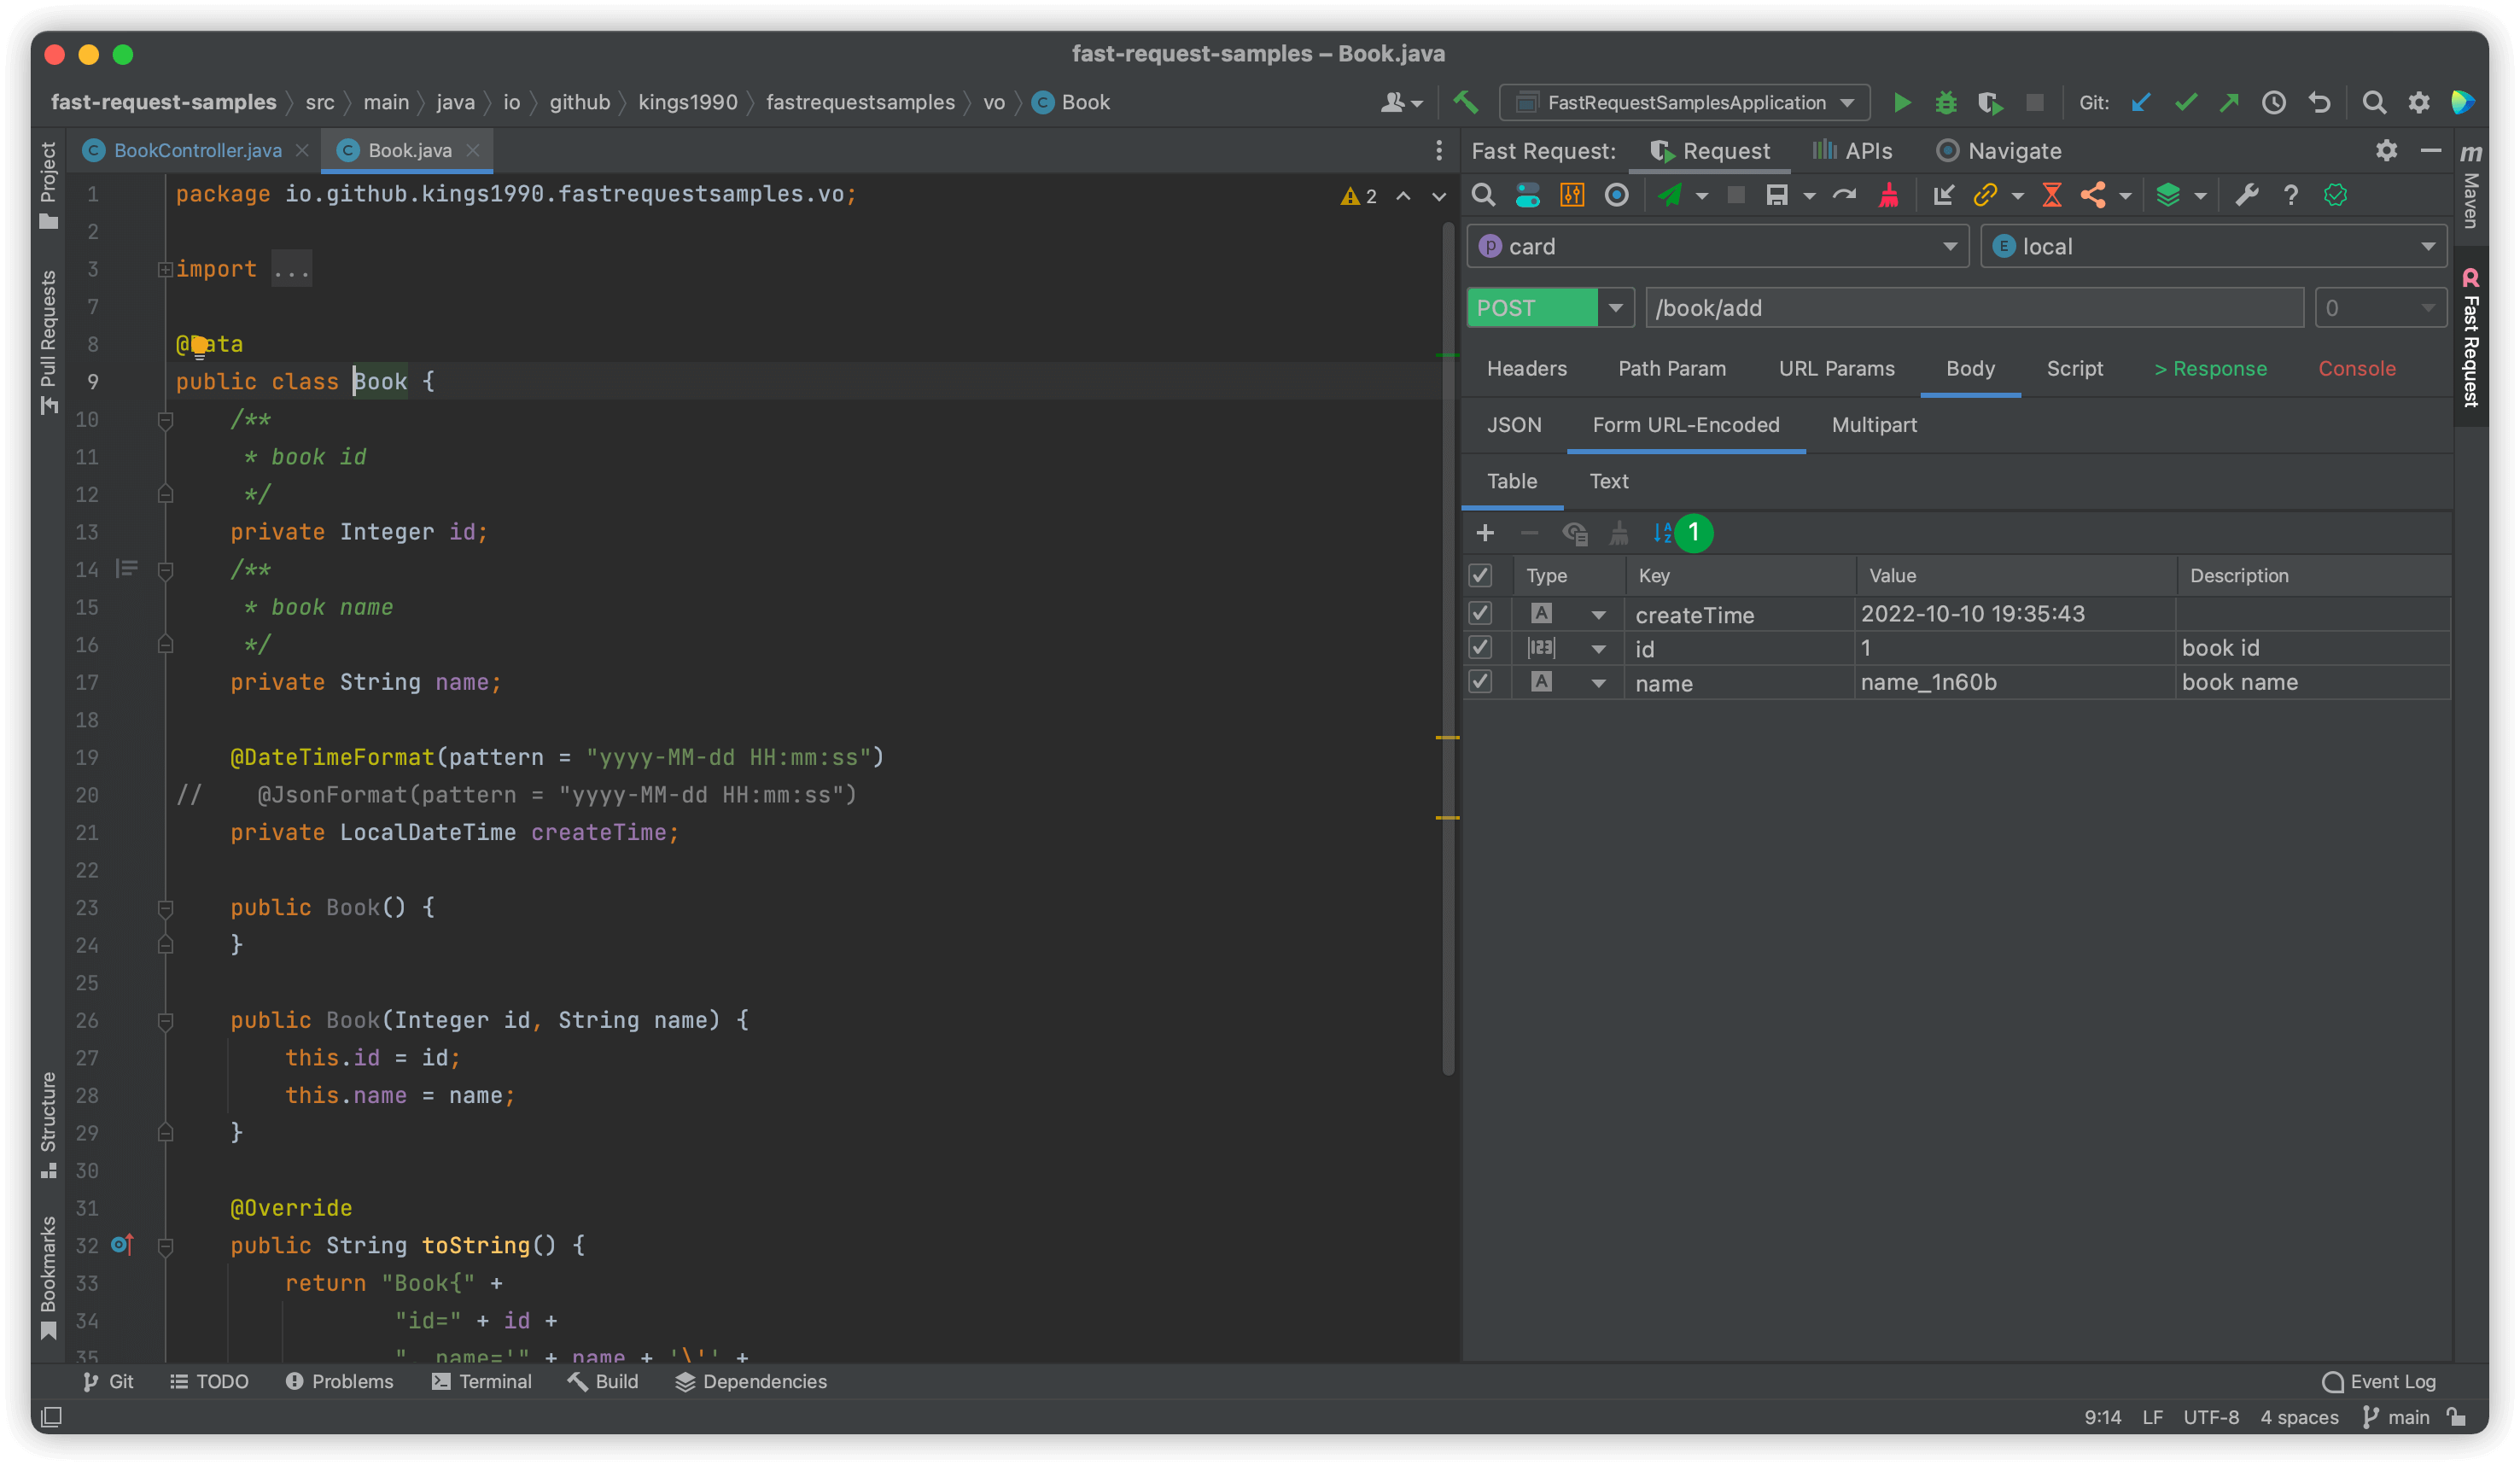 fast-request-samples – Book.java
fast-request-samples src main java io github kings1990 fastrequestsamples vo C Book
FastRequestSamplesApplication
Git:
Project
Pull Requests
Structure
Bookmarks
C BookController.java
C Book.java
2
1 package io.github.kings1990.fastrequestsamples.vo;
2
3 import ...
7
8 @Data
9 public class Book {
10 /**
11 * book id
12 */
13 private Integer id;
14 /**
15 * book name
16 */
17 private String name;
18
19 @DateTimeFormat(pattern = "yyyy-MM-dd HH:mm:ss")
20 // @JsonFormat(pattern = "yyyy-MM-dd HH:mm:ss")
21 private LocalDateTime createTime;
22
23 public Book() {
24 }
25
26 public Book(Integer id, String name) {
27 this.id = id;
28 this.name = name;
29 }
30
31 @Override
32 public String toString() {
33 return "Book{" +
34 "id=" + id +
35 ", name='" + name + '\'' +
Fast Request: Request APIs Navigate
p card
E local
POST /book/add 0
Headers Path Param URL Params Body Script > Response Console
JSON Form URL-Encoded Multipart
Table Text
1
Type Key Value Description
A createTime 2022-10-10 19:35:43
123 id 1 book id
A name name_1n60b book name
m Maven
Fast Request
Git TODO Problems Terminal Build Dependencies Event Log
9:14 LF UTF-8 4 spaces main